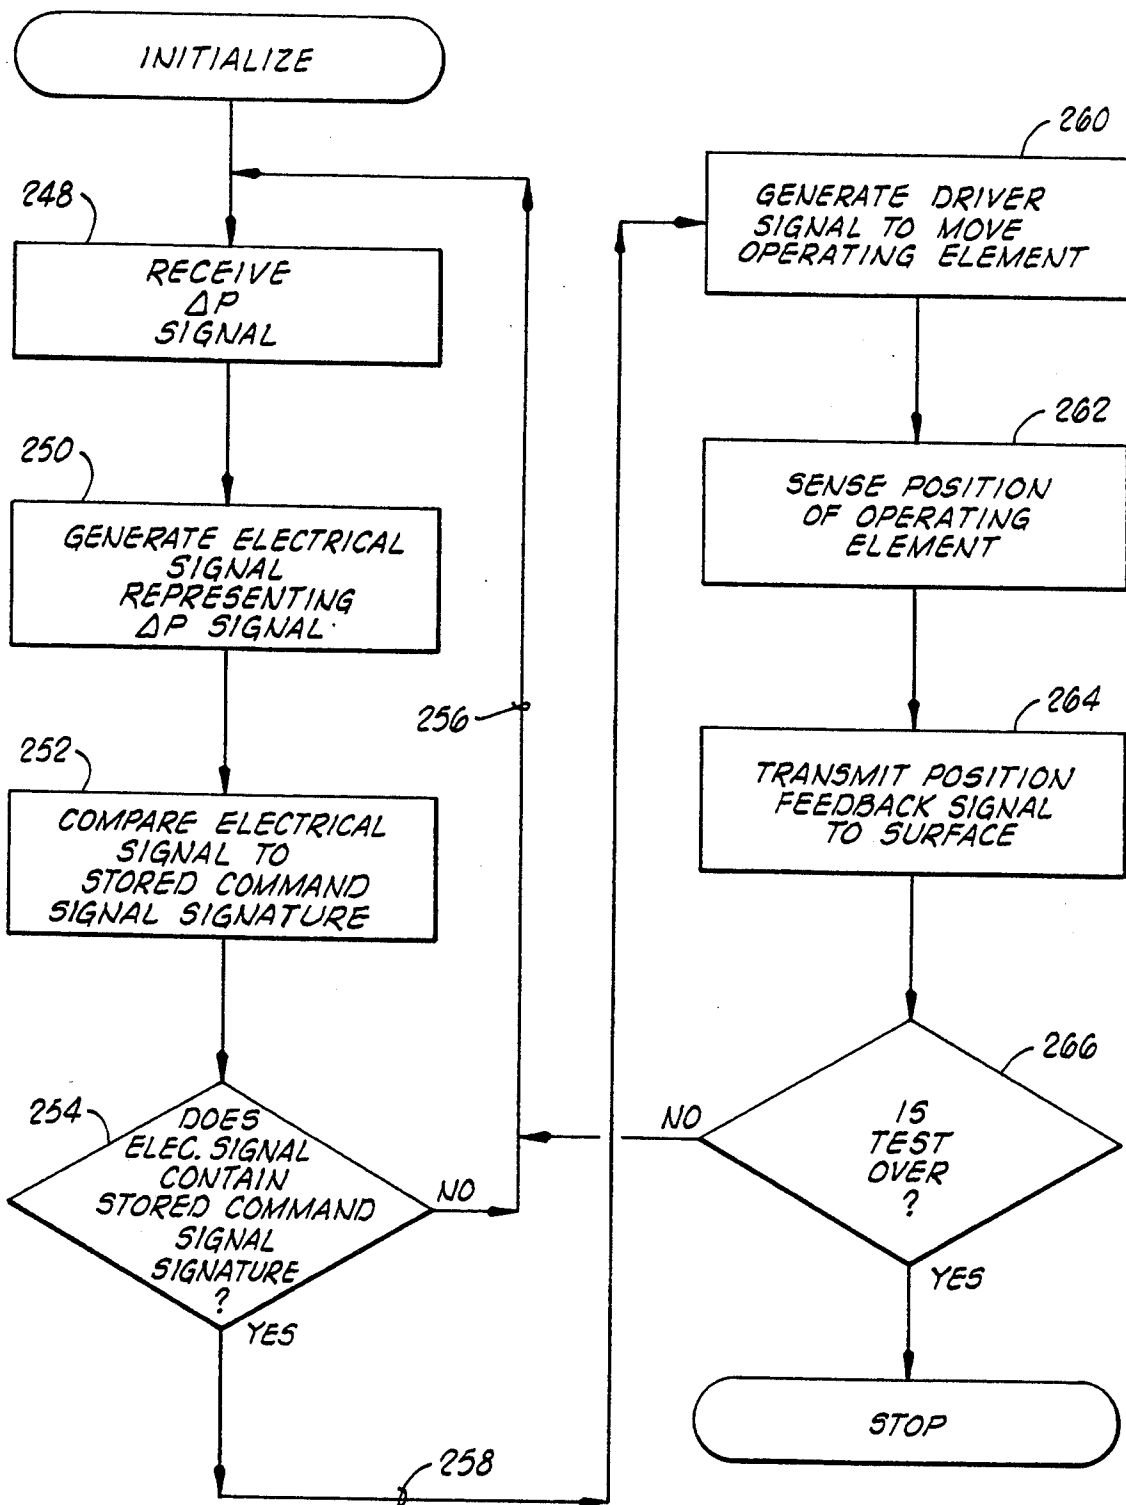 INITIALIZE
248
RECEIVE
ΔP
SIGNAL
250
GENERATE ELECTRICAL
SIGNAL
REPRESENTING
ΔP SIGNAL
252
COMPARE ELECTRICAL
SIGNAL TO
STORED COMMAND
SIGNAL SIGNATURE
254
DOES
ELEC. SIGNAL
CONTAIN
STORED COMMAND
SIGNAL
SIGNATURE
?
NO
YES
256
258
260
GENERATE DRIVER
SIGNAL TO MOVE
OPERATING ELEMENT
262
SENSE POSITION
OF OPERATING
ELEMENT
264
TRANSMIT POSITION
FEEDBACK SIGNAL
TO SURFACE
266
IS
TEST
OVER
?
NO
YES
STOP